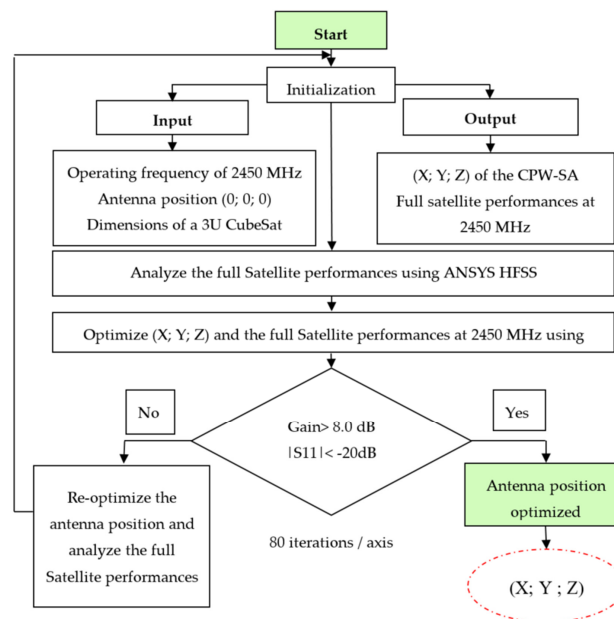 Start
Initialization
Input
Output
Operating frequency of 2450 MHz
Antenna position (0; 0; 0)
Dimensions of a 3U CubeSat
(X; Y; Z) of the CPW-SA
Full satellite performances at
2450 MHz
Analyze the full Satellite performances using ANSYS HFSS
Optimize (X; Y; Z) and the full Satellite performances at 2450 MHz using
No
Yes
Gain> 8.0 dB
|S11|< -20dB
Re-optimize the
antenna position and
analyze the full
Satellite performances
80 iterations / axis
Antenna position
optimized
(X; Y ; Z)